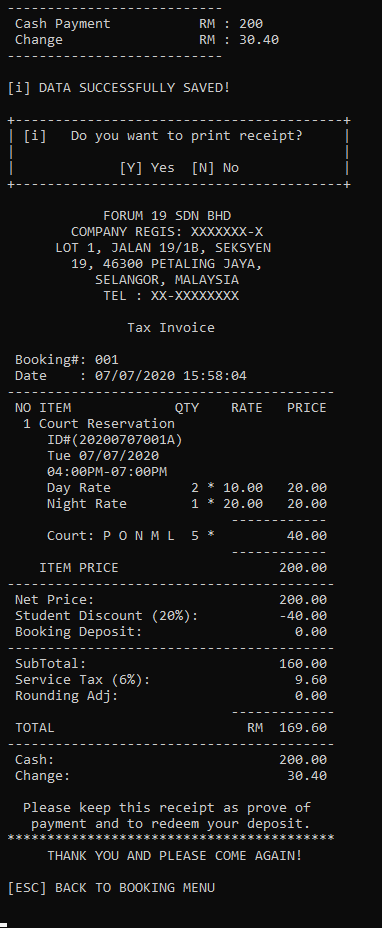 ---------------------------
Cash Payment RM : 200
Change RM : 30.40
---------------------------
[i] DATA SUCCESSFULLY SAVED!
+-----------------------------------------+
| [i] Do you want to print receipt? |
| |
| [Y] Yes [N] No |
+-----------------------------------------+
FORUM 19 SDN BHD
COMPANY REGIS: XXXXXXX-X
LOT 1, JALAN 19/1B, SEKSYEN
19, 46300 PETALING JAYA,
SELANGOR, MALAYSIA
TEL : XX-XXXXXXXX
Tax Invoice
Booking#: 001
Date : 07/07/2020 15:58:04
-----------------------------------------
NO ITEM QTY RATE PRICE
1 Court Reservation
ID#(20200707001A)
Tue 07/07/2020
04:00PM-07:00PM
Day Rate 2 * 10.00 20.00
Night Rate 1 * 20.00 20.00
------------
Court: P O N M L 5 * 40.00
------------
ITEM PRICE 200.00
-----------------------------------------
Net Price: 200.00
Student Discount (20%): -40.00
Booking Deposit: 0.00
-----------------------------------------
SubTotal: 160.00
Service Tax (6%): 9.60
Rounding Adj: 0.00
-------------
TOTAL RM 169.60
-----------------------------------------
Cash: 200.00
Change: 30.40
Please keep this receipt as prove of
payment and to redeem your deposit.
*****************************************
THANK YOU AND PLEASE COME AGAIN!
[ESC] BACK TO BOOKING MENU